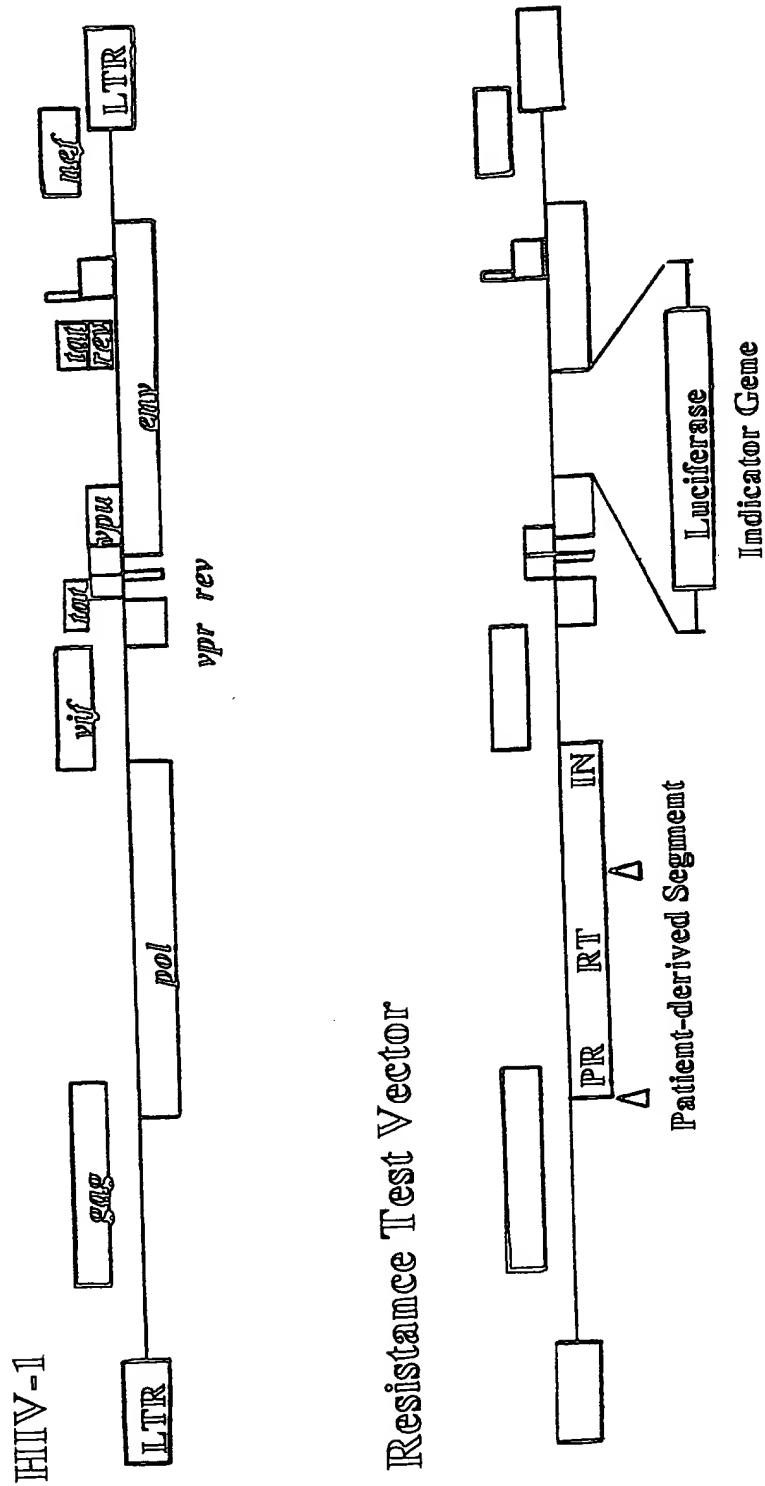 HIV-1
LTR
gag
pol
vif
tat
vpr rev
vpu
env
tat
rev
nef
LTR
Resistance Test Vector
PR RT IN
Patient-derived Segment
Luciferase
Indicator Gene